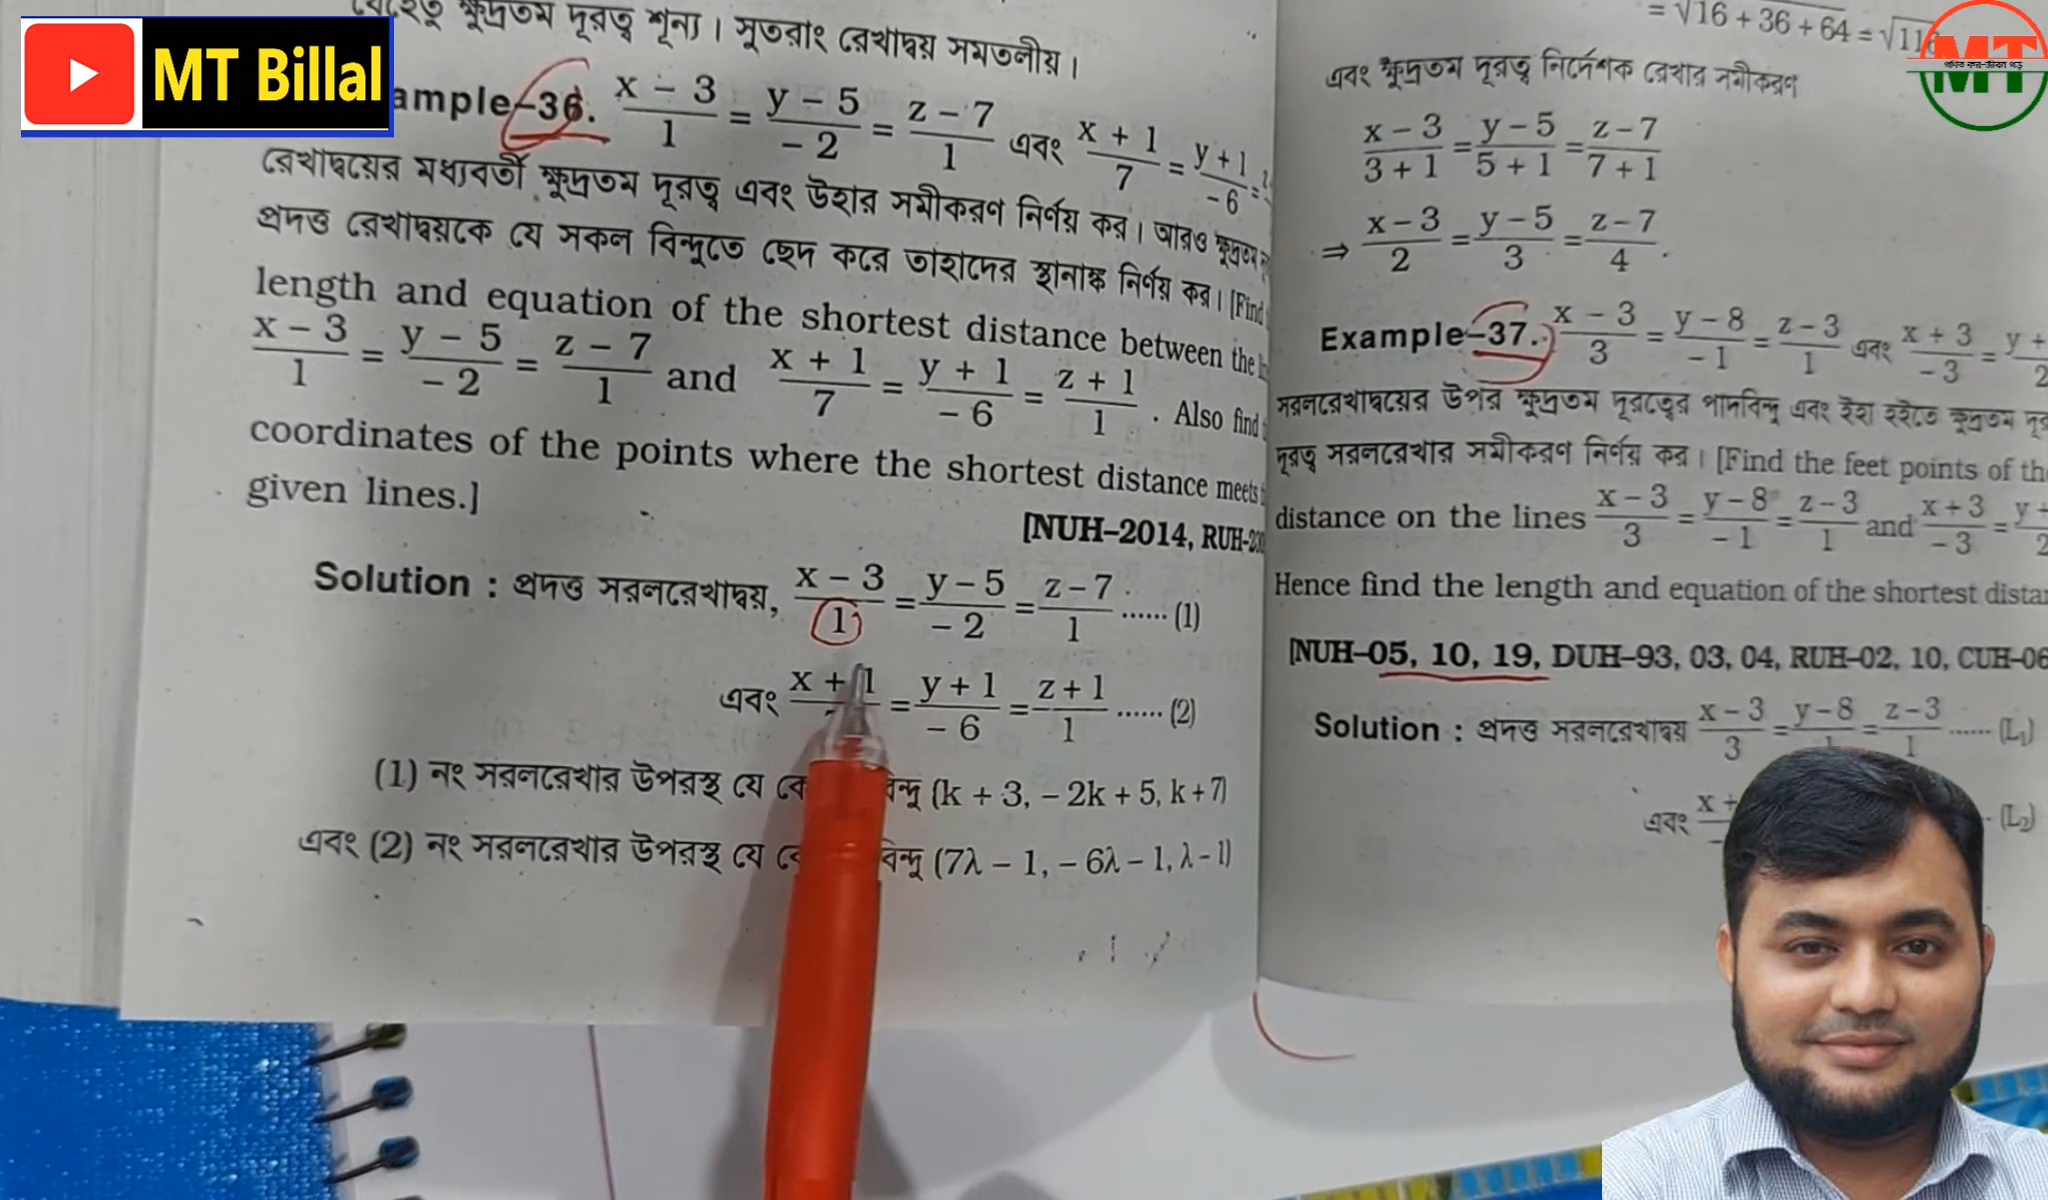 MT Billal
যেহেতু ক্ষুদ্রতম দূরত্ব শূন্য। সুতরাং রেখাদ্বয় সমতলীয়।
ample–36. x – 3 / 1 = y – 5 / – 2 = z – 7 / 1 এবং x + 1 / 7 = y + 1 / – 6 =
রেখাদ্বয়ের মধ্যবর্তী ক্ষুদ্রতম দূরত্ব এবং উহার সমীকরণ নির্ণয় কর। আরও ক্ষুদ্রতম
প্রদত্ত রেখাদ্বয়কে যে সকল বিন্দুতে ছেদ করে তাহাদের স্থানাঙ্ক নির্ণয় কর। [Find
length and equation of the shortest distance between the
x – 3 / 1 = y – 5 / – 2 = z – 7 / 1 and x + 1 / 7 = y + 1 / – 6 = z + 1 / 1 . Also find
coordinates of the points where the shortest distance meets
given lines.]
[NUH–2014, RUH-
Solution : প্রদত্ত সরলরেখাদ্বয়, x – 3 / 1 = y – 5 / – 2 = z – 7 / 1 ...... (1)
এবং x + 1 = y + 1 / – 6 = z + 1 / 1 ...... (2)
(1) নং সরলরেখার উপরস্থ যে বিন্দু (k + 3, – 2k + 5, k + 7)
এবং (2) নং সরলরেখার উপরস্থ যে বিন্দু (7λ – 1, – 6λ – 1, λ – 1)
= √16 + 36 + 64 = √116
এবং ক্ষুদ্রতম দূরত্ব নির্দেশক রেখার সমীকরণ
x – 3 / 3 + 1 = y – 5 / 5 + 1 = z – 7 / 7 + 1
⇒ x – 3 / 2 = y – 5 / 3 = z – 7 / 4 .
Example–37. x – 3 / 3 = y – 8 / – 1 = z – 3 / 1 এবং x + 3 / – 3 = y + / 2
সরলরেখাদ্বয়ের উপর ক্ষুদ্রতম দূরত্বের পাদবিন্দু এবং ইহা হইতে ক্ষুদ্রতম
দূরত্ব সরলরেখার সমীকরণ নির্ণয় কর। [Find the feet points of
distance on the lines x – 3 / 3 = y – 8 / – 1 = z – 3 / 1 and x + 3 / – 3 = y + / 2
Hence find the length and equation of the shortest
[NUH–05, 10, 19, DUH–93, 03, 04, RUH–02, 10, CUH–06
Solution : প্রদত্ত সরলরেখাদ্বয় x – 3 / 3 = y – 8 = z – 3 / 1 ...... (L₁)
এবং x + (L₂)
MT